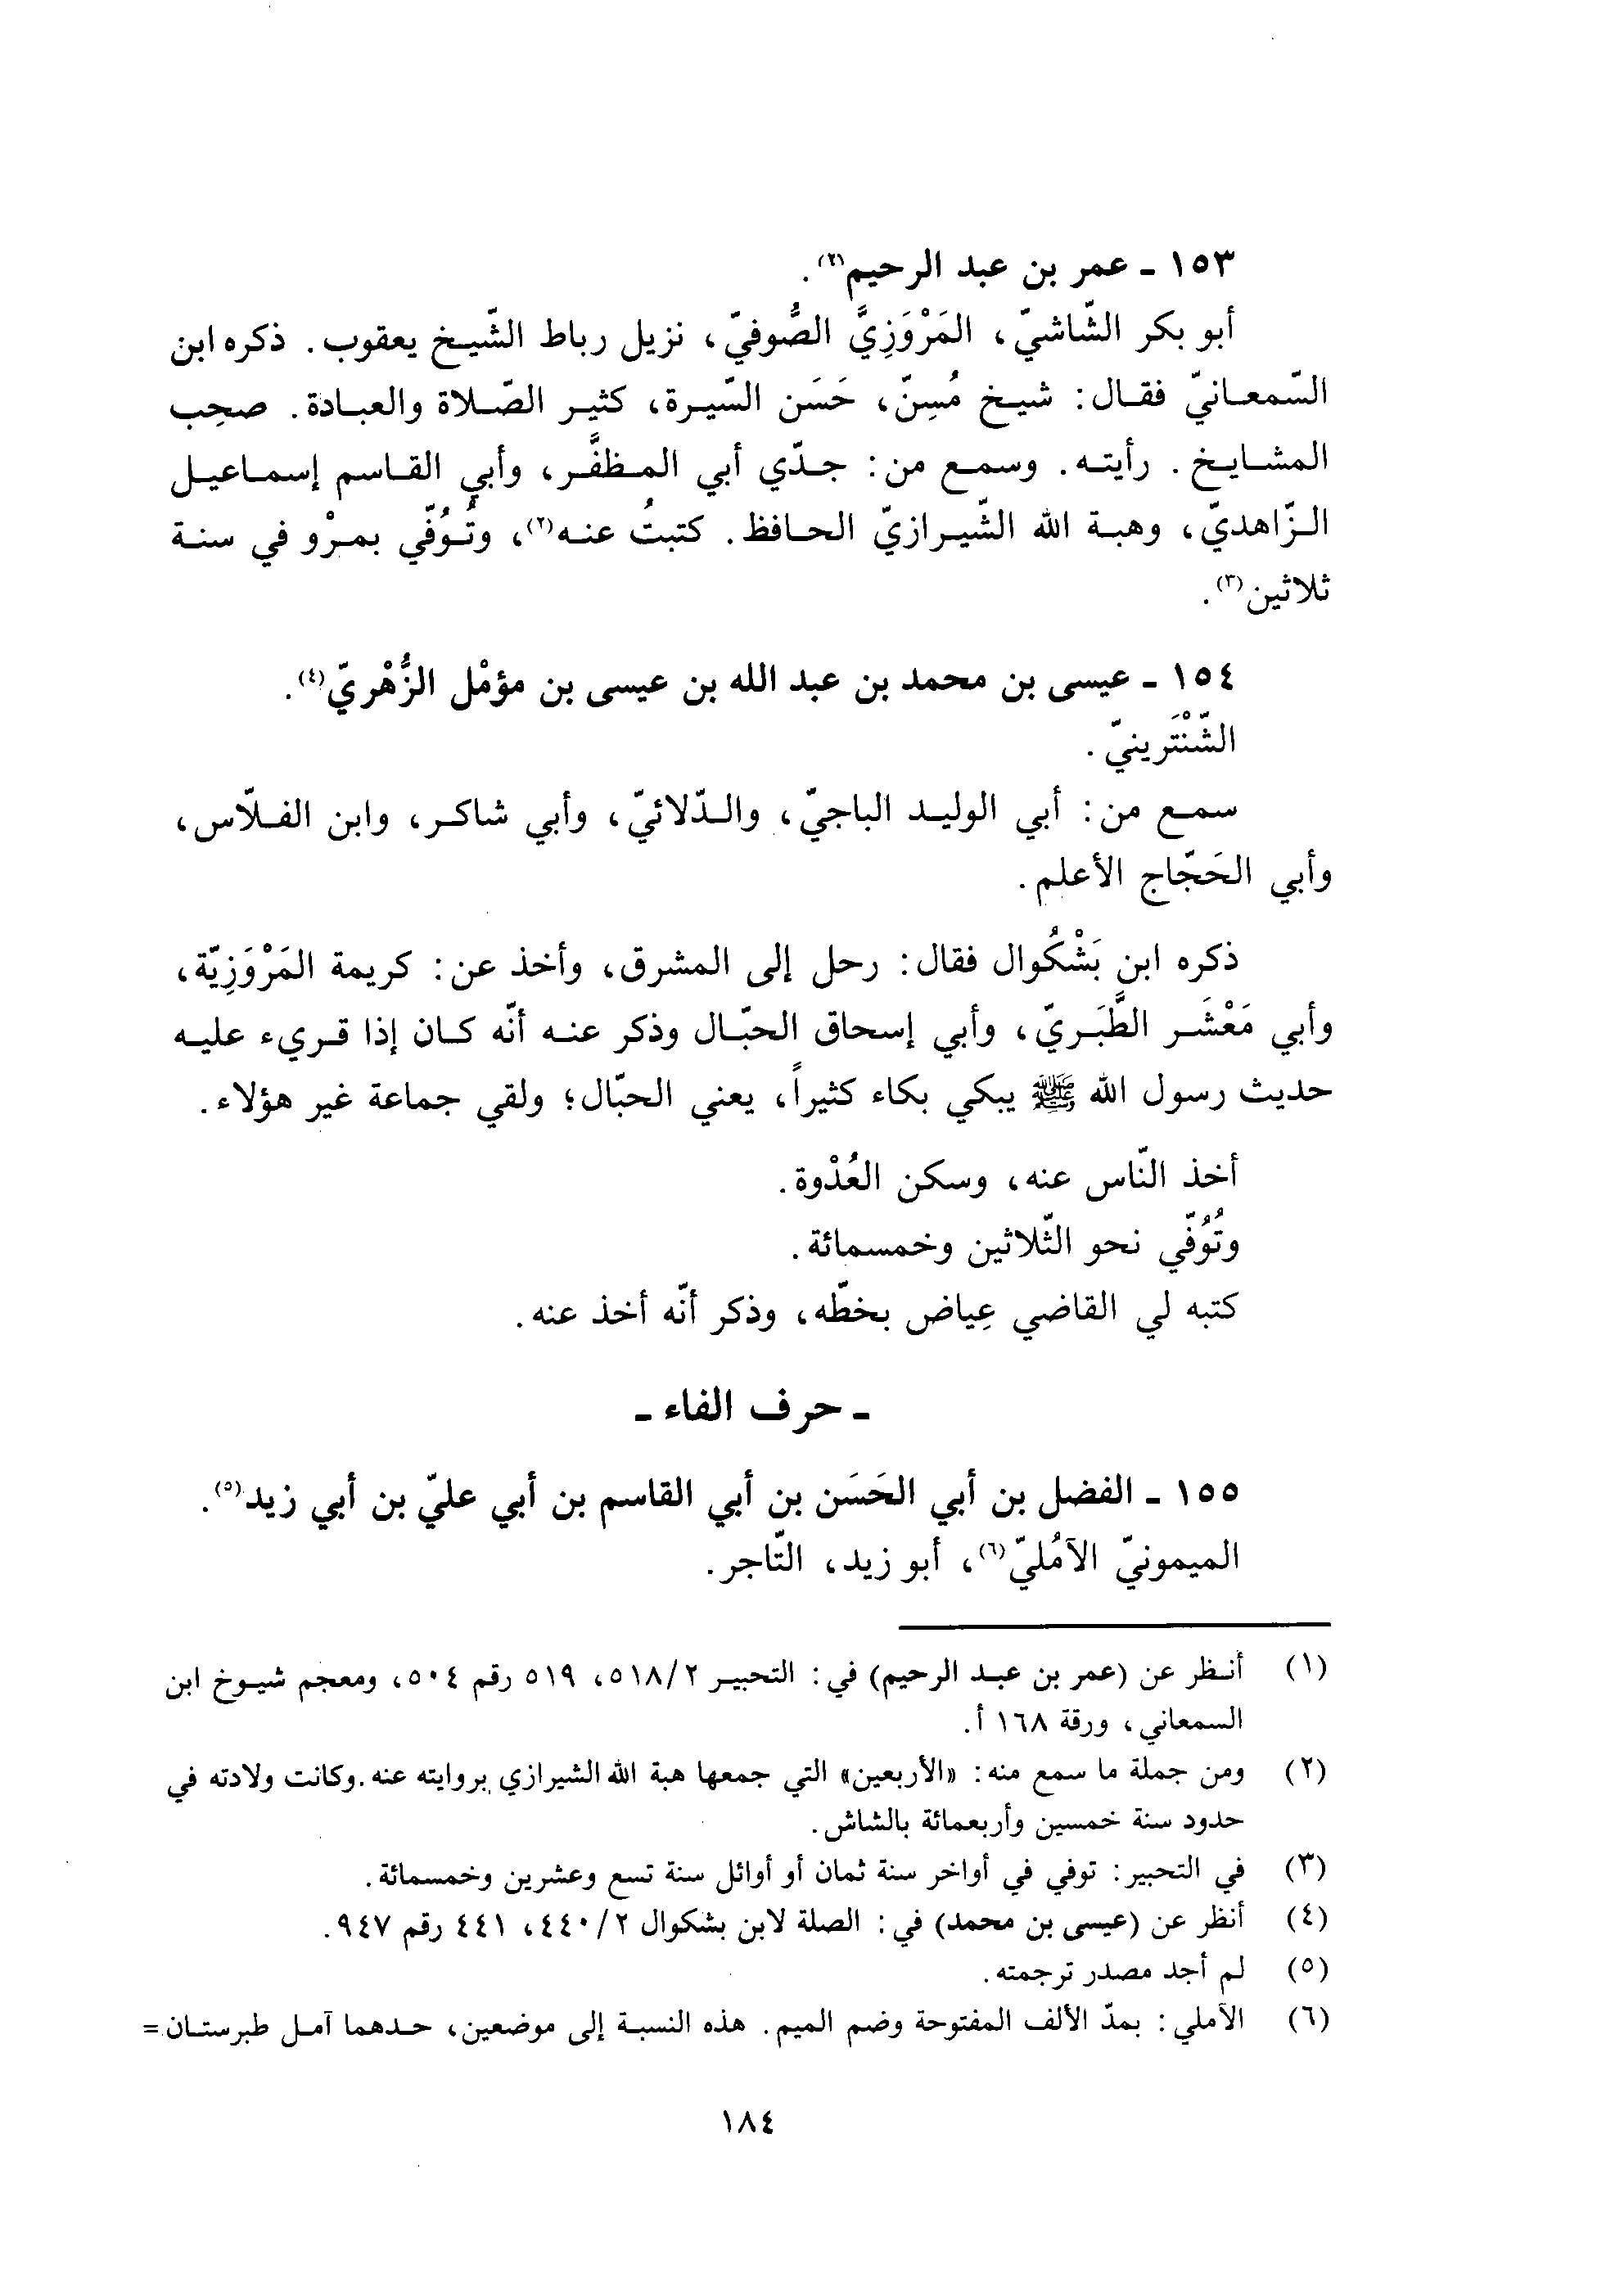 ١٥٣ ـ عمر بن عبد الرحيم(٢).
أبو بكر الشّاشيّ، المَرْوَزِيَّ الصُّوفيّ، نزيل رباط الشّيخ يعقوب. ذكره ابن
السّمعانيّ فقال: شيخ مُسِنّ، حَسَن السّيرة، كثير الصّلاة والعبادة. صحِب
المشايخ. رأيته. وسمع من: جدّي أبي المظفَّر، وأبي القاسم إسماعيل
الزّاهديّ، وهبة الله الشّيرازيّ الحافظ. كتبتُ عنه(٢)، وتُوُفّي بمرْو في سنة
ثلاثين(٣).
١٥٤ ـ عيسى بن محمد بن عبد الله بن عيسى بن مؤمْل الزُّهْريّ(٤).
الشَّنْتَرينيّ.
سمع من: أبي الوليد الباجيّ، والدّلائيّ، وأبي شاكر، وابن الفلّاس،
وأبي الحَجّاج الأعلم.
ذكره ابن بَشْكُوال فقال: رحل إلى المشرق، وأخذ عن: كريمة المَرْوَزِيّة،
وأبي مَعْشَر الطَّبَريّ، وأبي إسحاق الحبّال وذكر عنه أنّه كان إذا قريء عليه
حديث رسول الله ﷺ يبكي بكاء كثيراً، يعني الحبّال؛ ولقي جماعة غير هؤلاء.
أخذ النّاس عنه، وسكن العُدْوة.
وتُوُفّي نحو الثّلاثين وخمسمائة.
كتبه لي القاضي عِياض بخطّه، وذكر أنّه أخذ عنه.
ـ حرف الفاء ـ
١٥٥ ـ الفضل بن أبي الحَسَن بن أبي القاسم بن أبي عليّ بن أبي زيد(٥).
الميمونيّ الآمُليّ(٦)، أبو زيد، التّاجر.
(١) أنظر عن (عمر بن عبد الرحيم) في: التحبير ٥١٨/٢، ٥١٩ رقم ٥٠٤، ومعجم شيوخ ابن
السمعاني، ورقة ١٦٨ أ.
(٢) ومن جملة ما سمع منه: «الأربعين» التي جمعها هبة الله الشيرازي بروايته عنه. وكانت ولادته في
حدود سنة خمسين وأربعمائة بالشاش.
(٣) في التحبير: توفي في أواخر سنة ثمان أو أوائل سنة تسع وعشرين وخمسمائة.
(٤) أنظر عن (عيسى بن محمد) في: الصلة لابن بشكوال ٤٤٠/٢، ٤٤١ رقم ٩٤٧.
(٥) لم أجد مصدر ترجمته.
(٦) الآملي: بمدّ الألف المفتوحة وضم الميم. هذه النسبة إلى موضعين، حدهما آمل طبرستان =
١٨٤